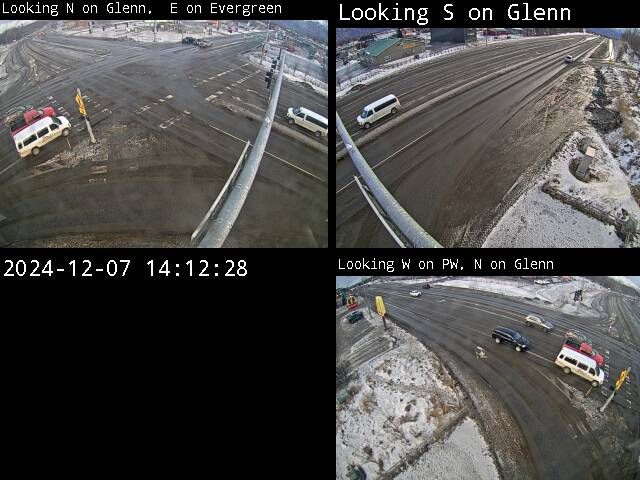 Looking N on Glenn,  E on Evergreen
Looking S on Glenn
2024-12-07 14:12:28
Looking W on PW, N on Glenn